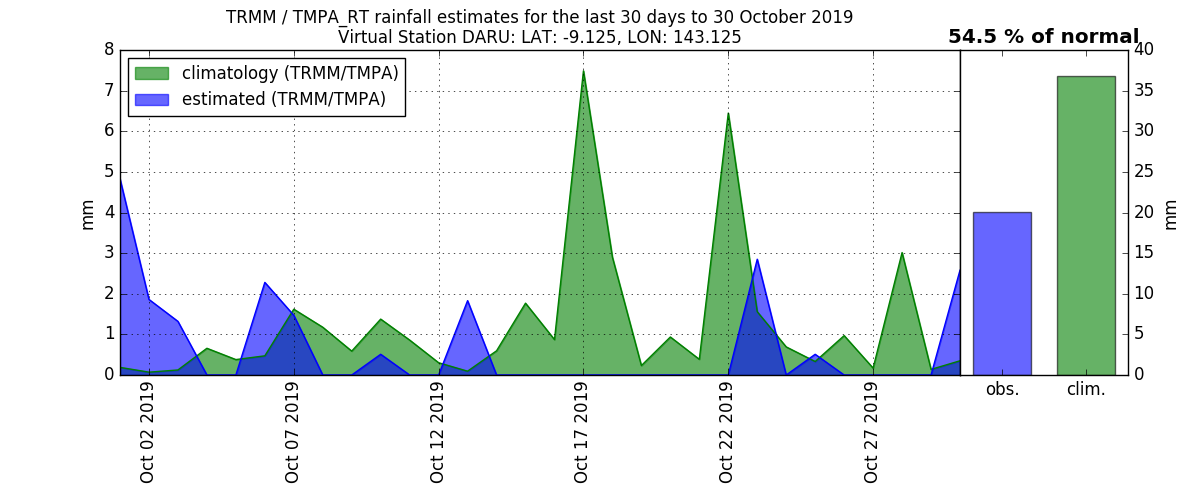 TRMM / TMPA_RT rainfall estimates for the last 30 days to 30 October 2019
Virtual Station DARU: LAT: -9.125, LON: 143.125
54.5 % of normal
climatology (TRMM/TMPA)
estimated (TRMM/TMPA)
8
7
6
5
4
3
2
1
0
mm
Oct 02 2019
Oct 07 2019
Oct 12 2019
Oct 17 2019
Oct 22 2019
Oct 27 2019
40
35
30
25
20
15
10
5
0
mm
obs.
clim.